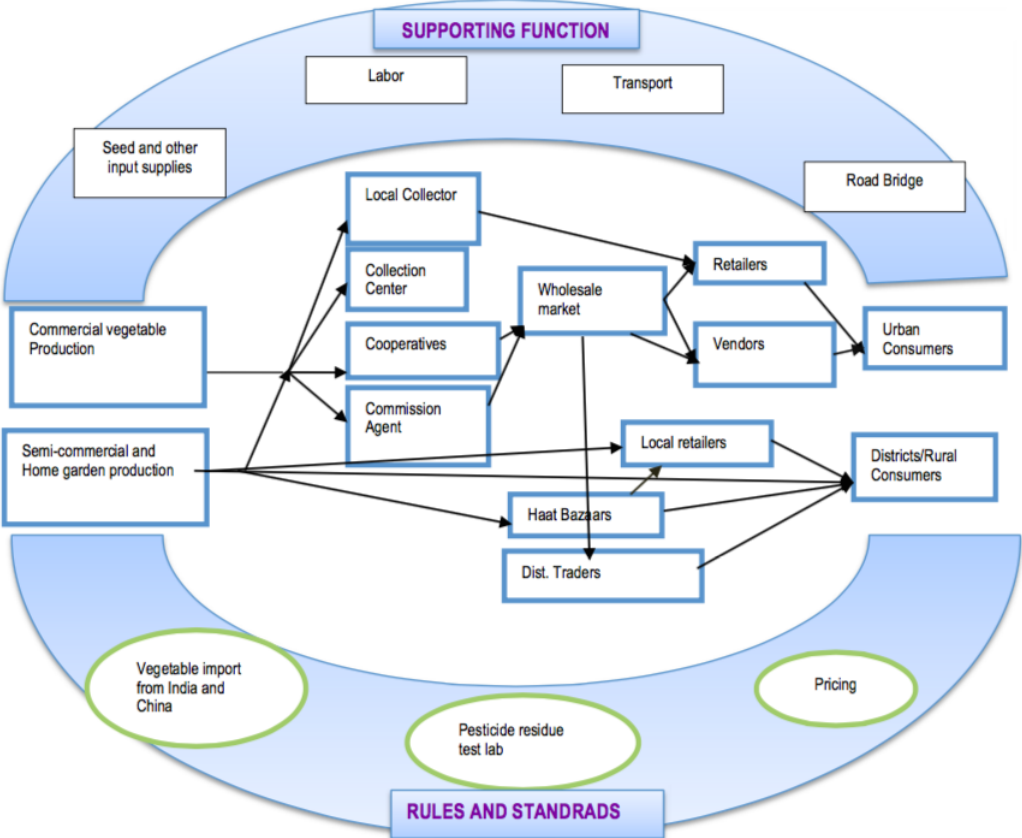 SUPPORTING FUNCTION
Labor
Transport
Seed and other
input supplies
Road Bridge
Local Collector
Collection
Center
Cooperatives
Commission
Agent
Wholesale
market
Retailers
Vendors
Urban
Consumers
Commercial vegetable
Production
Semi-commercial and
Home garden production
Local retailers
Districts/Rural
Consumers
Haat Bazaars
Dist. Traders
Vegetable import
from India and
China
Pesticide residue
test lab
Pricing
RULES AND STANDRADS